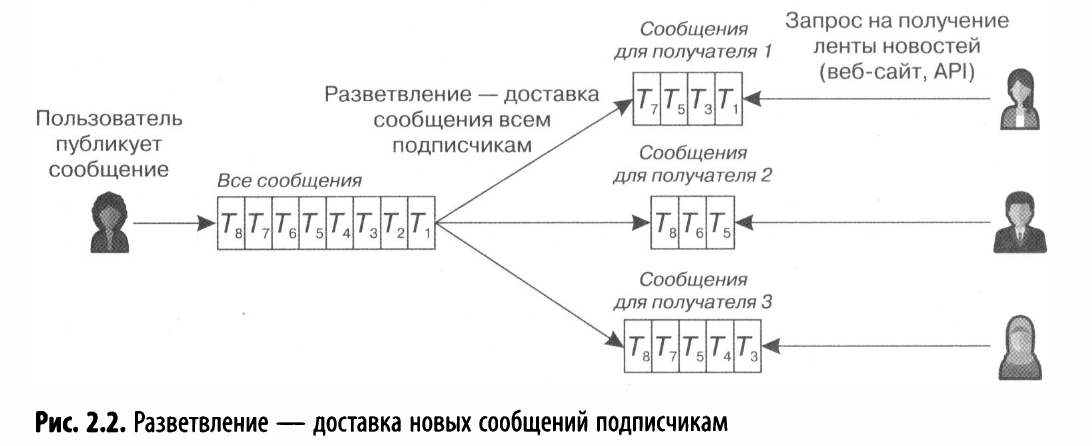 Сообщения
для получателя 1
Запрос на получение
ленты новостей
(веб-сайт, API)
Разветвление — доставка
сообщения всем
подписчикам
T7 T5 T3 T1
Пользователь
публикует
сообщение
Все сообщения
T8 T7 T6 T5 T4 T3 T2 T1
Сообщения
для получателя 2
T8 T6 T5
Сообщения
для получателя 3
T8 T7 T5 T4 T3
Рис. 2.2. Разветвление — доставка новых сообщений подписчикам